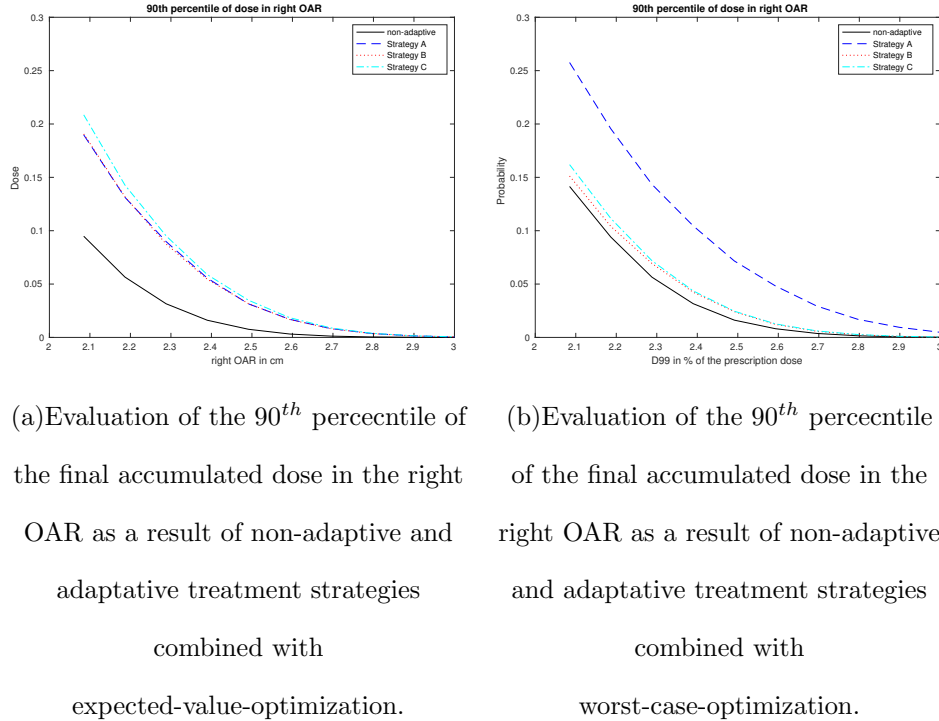 90th percentile of dose in right OAR
0.3
0.25
0.2
0.15
0.1
0.05
0
Dose
non-adaptive
Strategy A
Strategy B
Strategy C
2 2.1 2.2 2.3 2.4 2.5 2.6 2.7 2.8 2.9 3
right OAR in cm
90th percentile of dose in right OAR
0.3
0.25
0.2
0.15
0.1
0.05
0
Probability
non-adaptive
Strategy A
Strategy B
Strategy C
2 2.1 2.2 2.3 2.4 2.5 2.6 2.7 2.8 2.9 3
D99 in % of the prescription dose
(a)Evaluation of the 90th percecntile of
the final accumulated dose in the right
OAR as a result of non-adaptive and
adaptative treatment strategies
combined with
expected-value-optimization.
(b)Evaluation of the 90th percecntile
of the final accumulated dose in the
right OAR as a result of non-adaptive
and adaptative treatment strategies
combined with
worst-case-optimization.